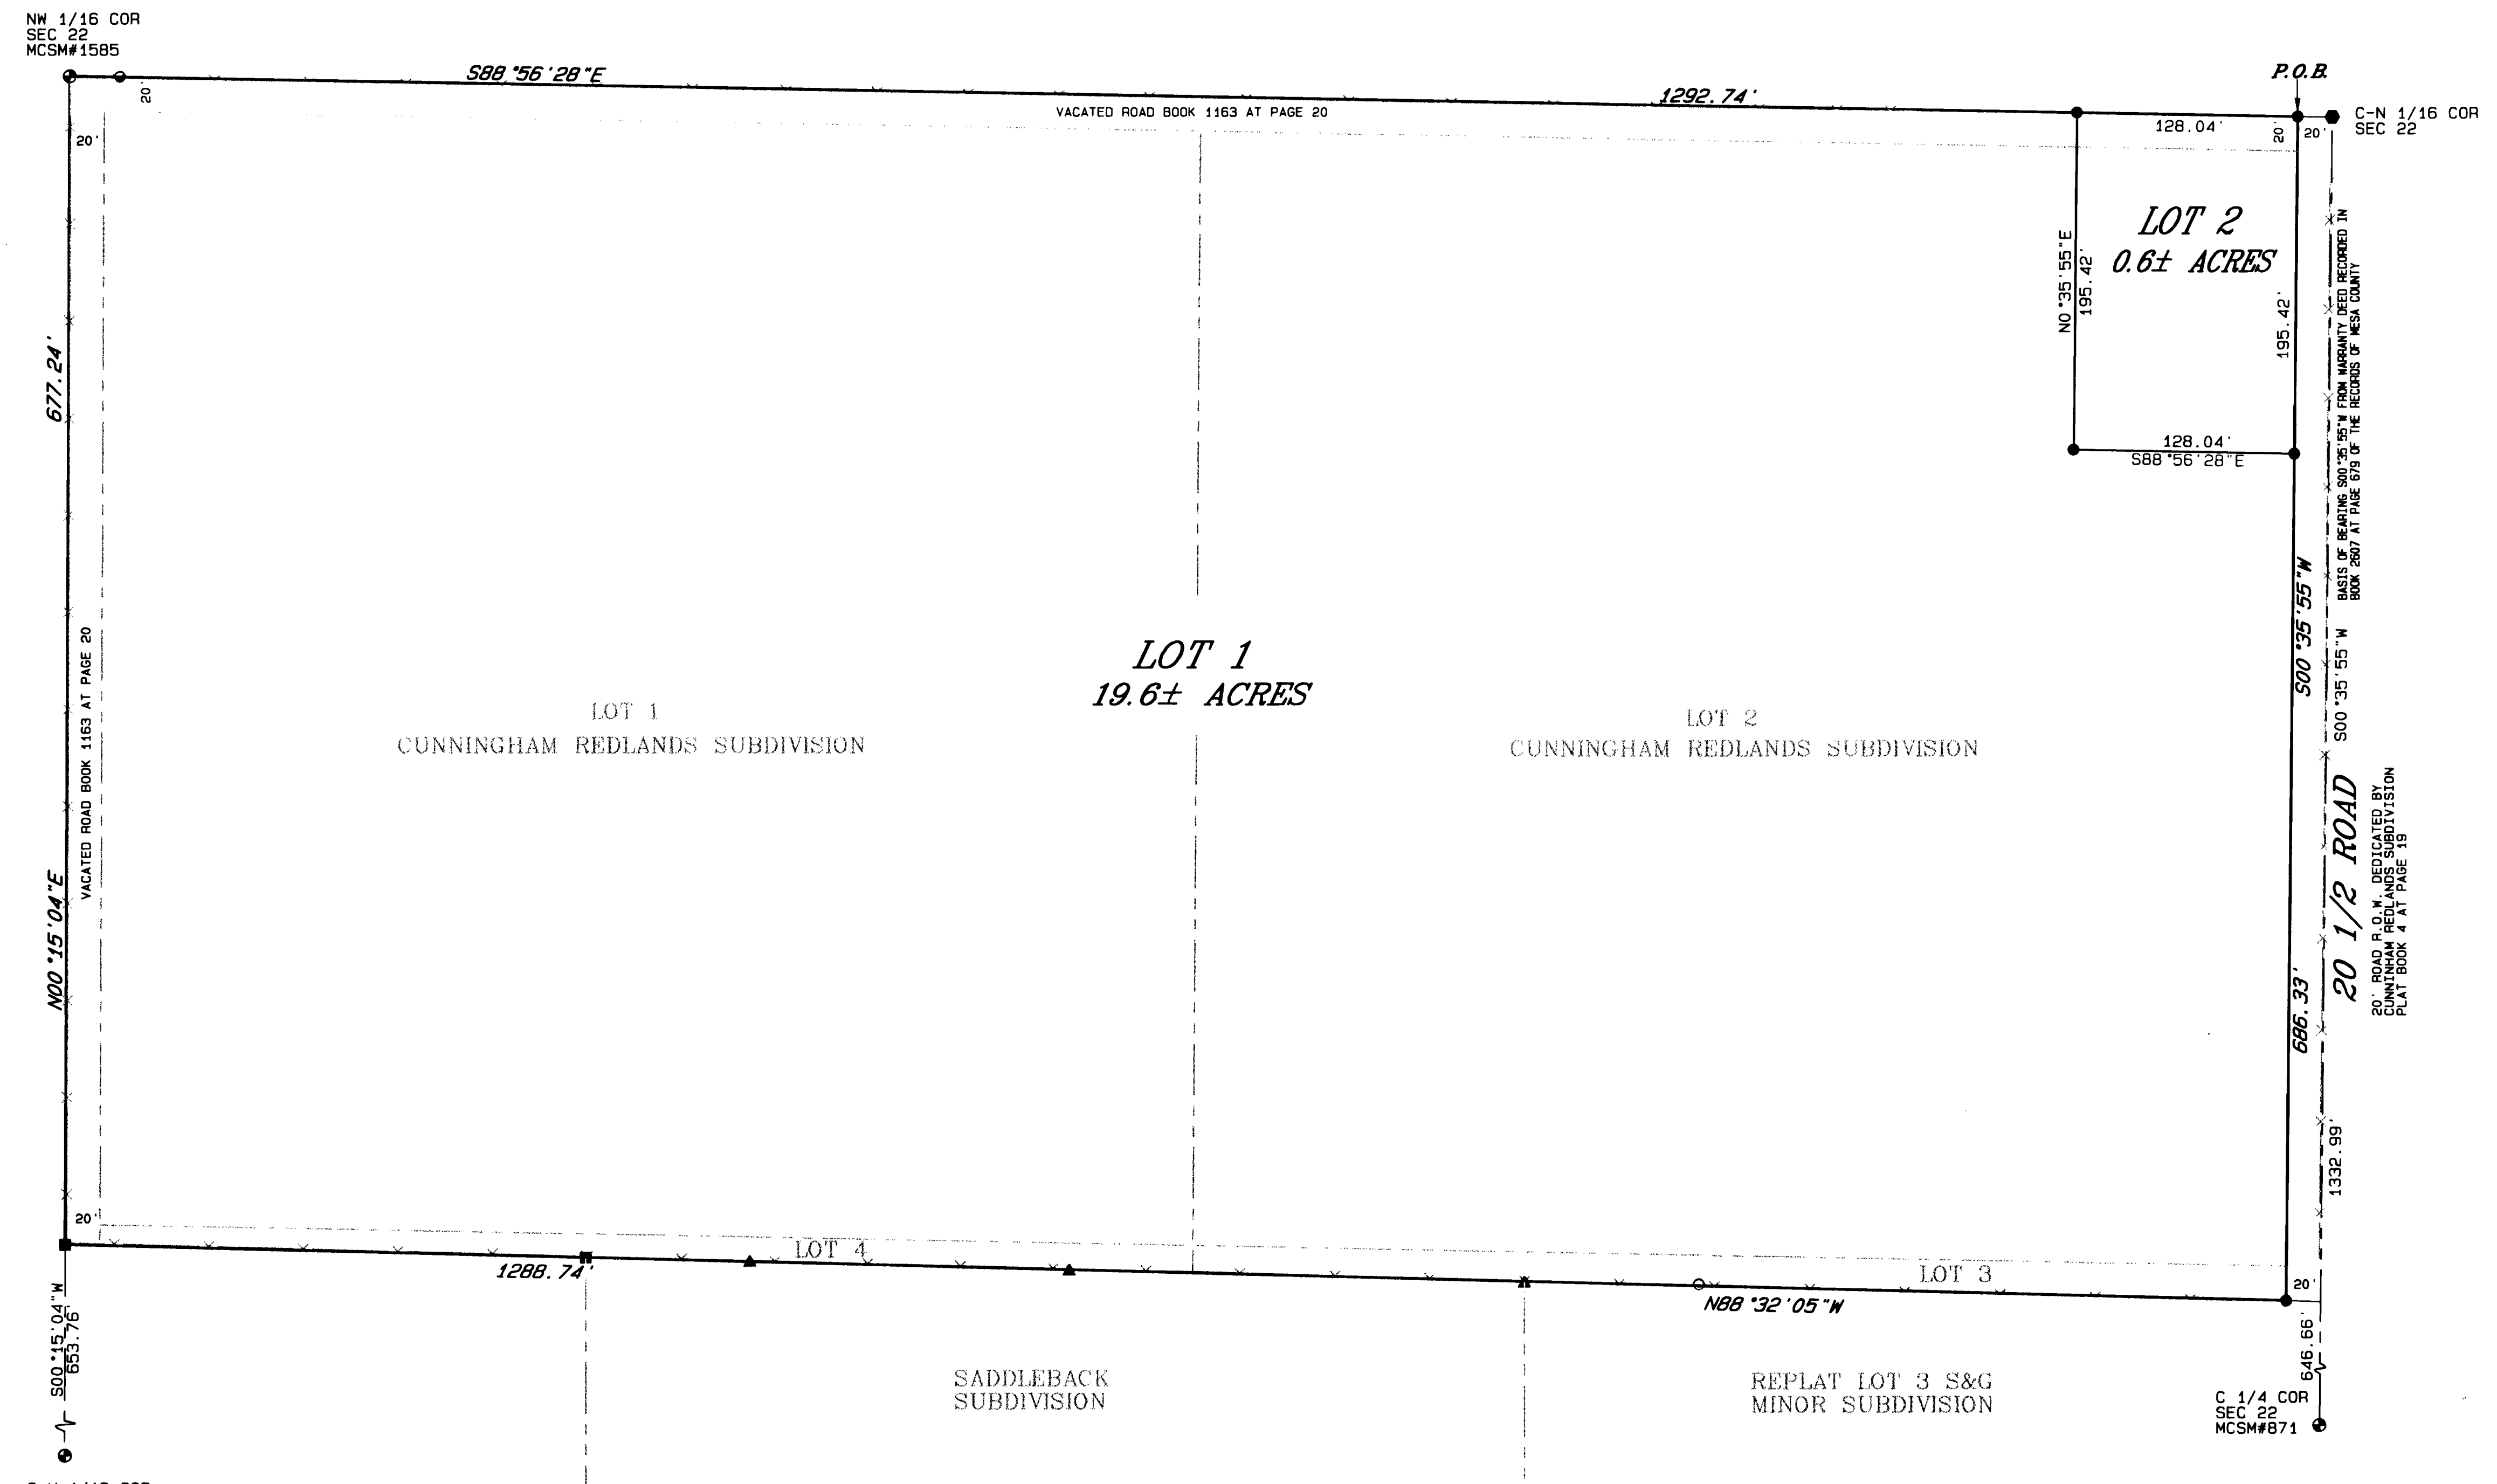 NW 1/16 COR
SEC 22
MCSM#1585
S88°56'28"E
1292.74'
P.O.B.
C-N 1/16 COR
SEC 22
20'
20'
VACATED ROAD BOOK 1163 AT PAGE 20
128.04'
20'
20'
LOT 2
0.6± ACRES
N0°35'55"E
195.42'
195.42'
128.04'
S88°56'28"E
BASIS OF BEARING S00°35'55"W FROM WARRANTY DEED RECORDED IN
BOOK 2607 AT PAGE 679 OF THE RECORDS OF MESA COUNTY
677.24'
N00°15'04"E
VACATED ROAD BOOK 1163 AT PAGE 20
LOT 1
19.6± ACRES
LOT 1
CUNNINGHAM REDLANDS SUBDIVISION
LOT 2
CUNNINGHAM REDLANDS SUBDIVISION
S00°35'55"W
686.33'
S00°35'55"W
20 1/2 ROAD
20' ROAD R.O.W. DEDICATED BY
CUNNINHAM REDLANDS SUBDIVISION
PLAT BOOK 4 AT PAGE 19
1332.99'
20'
LOT 4
1288.74'
LOT 3
N88°32'05"W
20'
S00°15'04"W
653.76'
SADDLEBACK
SUBDIVISION
REPLAT LOT 3 S&G
MINOR SUBDIVISION
646.66'
C 1/4 COR
SEC 22
MCSM#871